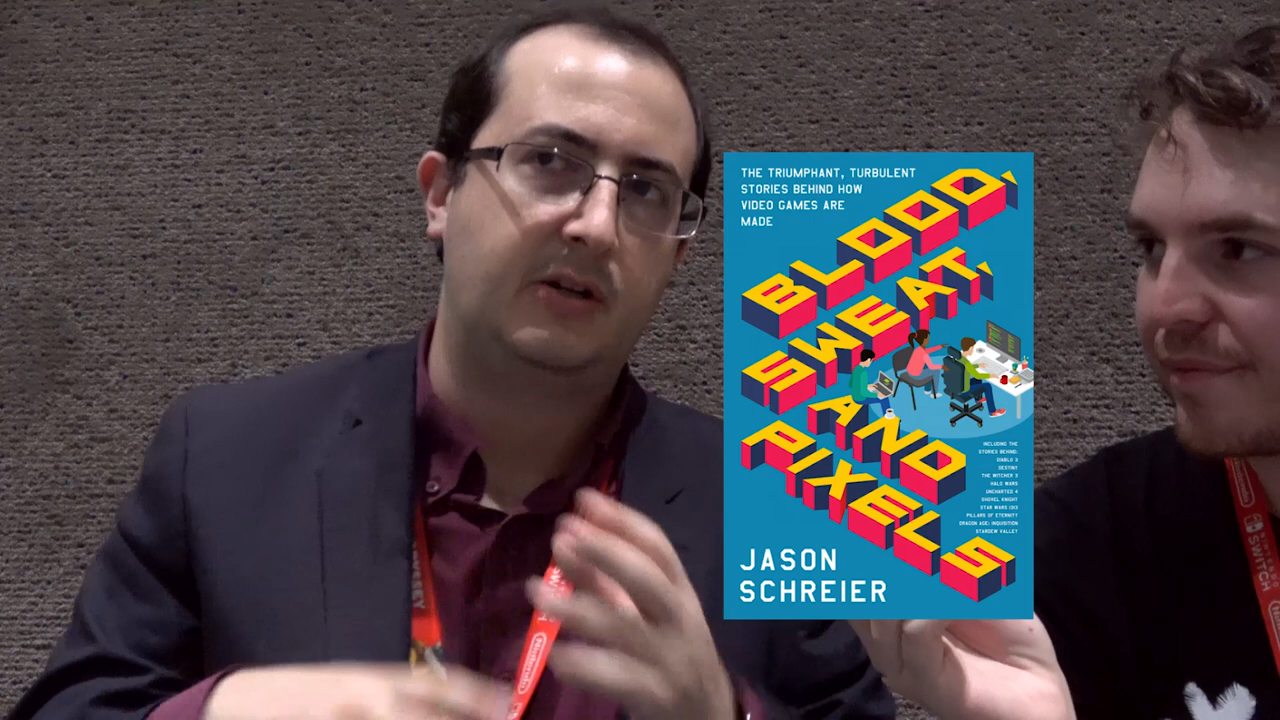 THE TRIUMPHANT, TURBULENT
STORIES BEHIND HOW
VIDEO GAMES ARE
MADE
BLOOD,
SWEAT,
AND
PIXELS
INCLUDING THE
STORIES BEHIND:
DIABLO 3
DESTINY
THE WITCHER 3
HALO WARS
UNCHARTED 4
SHOVEL KNIGHT
STAR WARS 1313
PILLARS OF ETERNITY
DRAGON AGE: INQUISITION
STARDEW VALLEY
JASON
SCHREIER
Nintendo
Nintendo
SWITCH